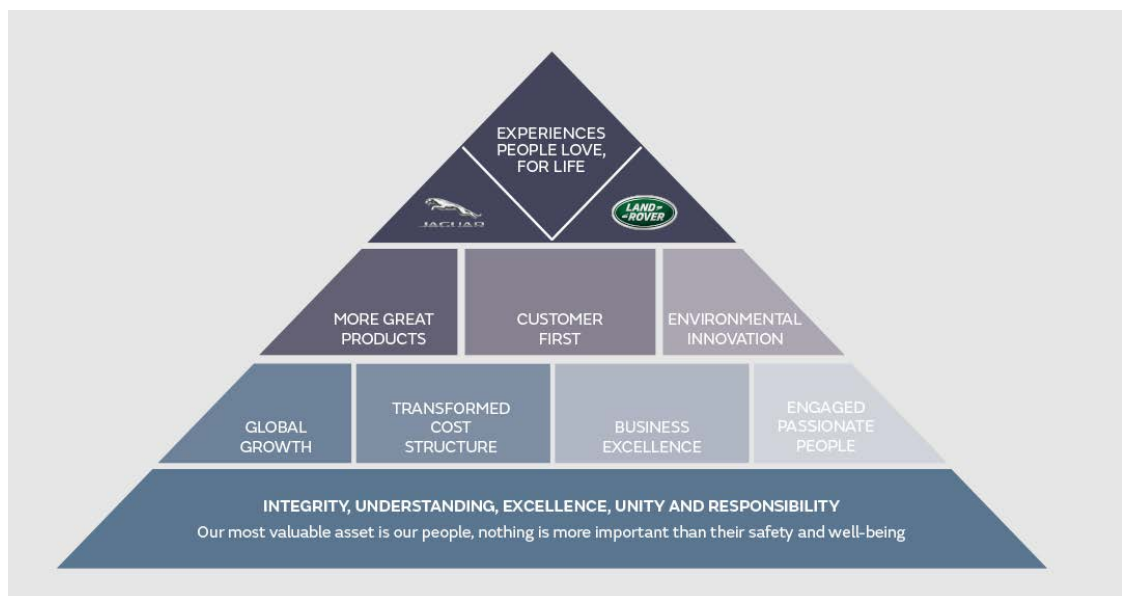 EXPERIENCES
PEOPLE LOVE,
FOR LIFE
JAGUAR
LAND-
-ROVER
MORE GREAT
PRODUCTS
CUSTOMER
FIRST
ENVIRONMENTAL
INNOVATION
GLOBAL
GROWTH
TRANSFORMED
COST
STRUCTURE
BUSINESS
EXCELLENCE
ENGAGED
PASSIONATE
PEOPLE
INTEGRITY, UNDERSTANDING, EXCELLENCE, UNITY AND RESPONSIBILITY
Our most valuable asset is our people, nothing is more important than their safety and well-being